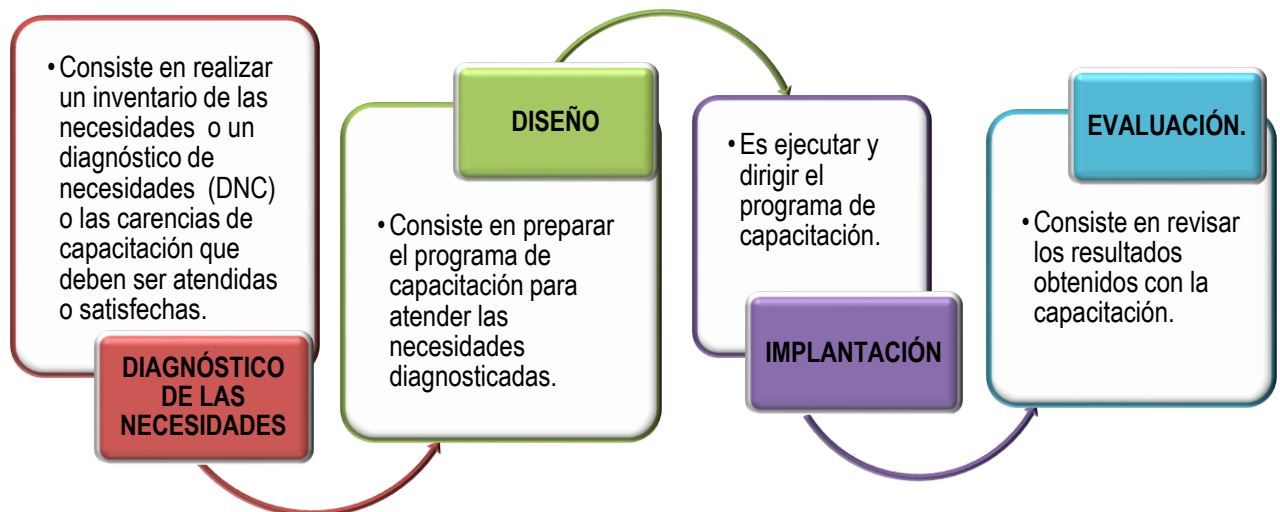 • Consiste en realizar
un inventario de las
necesidades o un
diagnóstico de
necesidades (DNC)
o las carencias de
capacitación que
deben ser atendidas
o satisfechas.
DIAGNÓSTICO
DE LAS
NECESIDADES
DISEÑO
• Consiste en preparar
el programa de
capacitación para
atender las
necesidades
diagnosticadas.
• Es ejecutar y
dirigir el
programa de
capacitación.
IMPLANTACIÓN
EVALUACIÓN.
• Consiste en revisar
los resultados
obtenidos con la
capacitación.